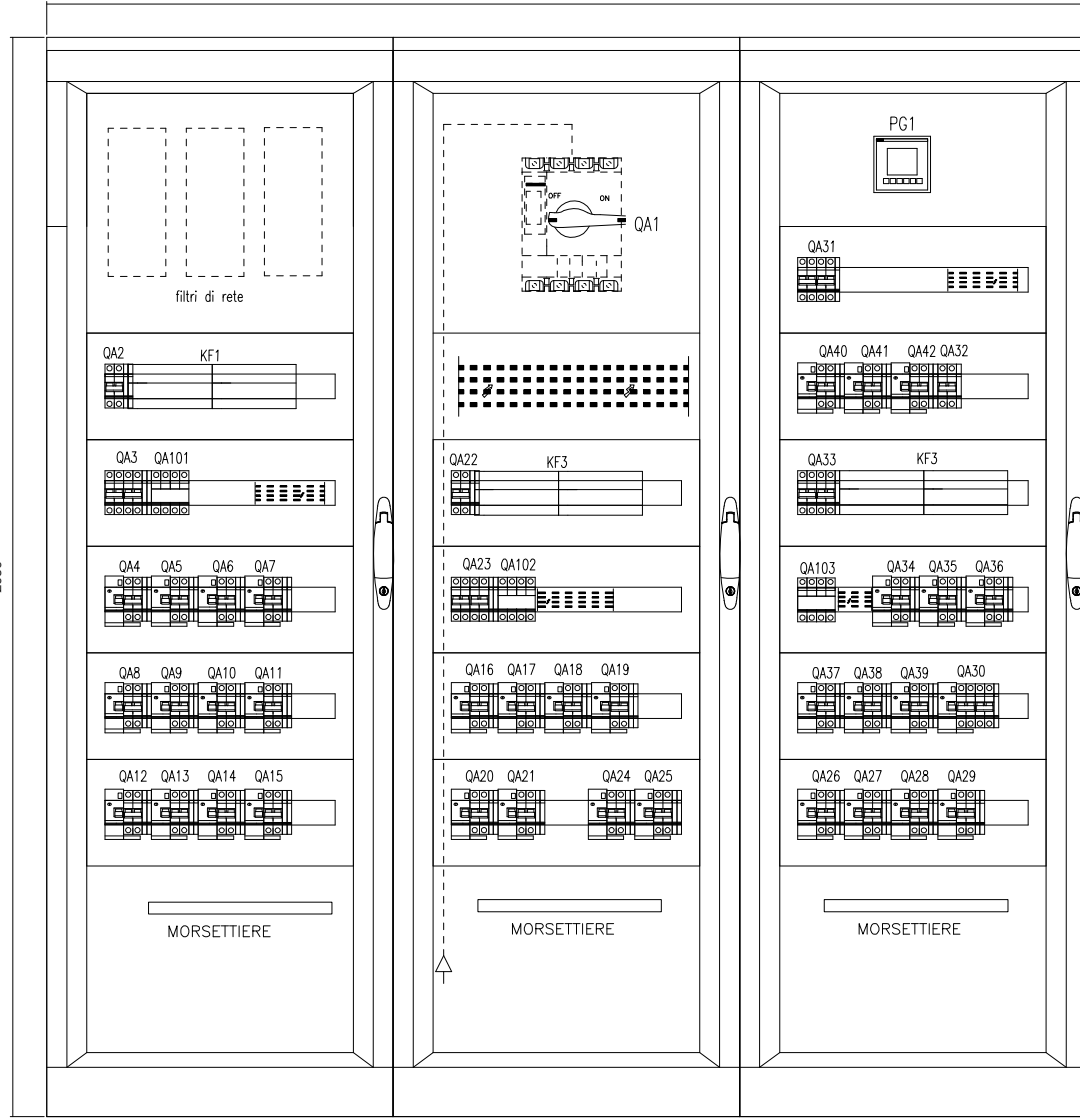 PG1
OFF ON
QA1
QA31
filtri di rete
QA2 KF1
QA40 QA41 QA42 QA32
QA3 QA101
QA22 KF3
QA33 KF3
QA4 QA5 QA6 QA7
QA23 QA102
QA103 QA34 QA35 QA36
QA8 QA9 QA10 QA11
QA16 QA17 QA18 QA19
QA37 QA38 QA39 QA30
QA12 QA13 QA14 QA15
QA20 QA21 QA24 QA25
QA26 QA27 QA28 QA29
MORSETTIERE
MORSETTIERE
MORSETTIERE